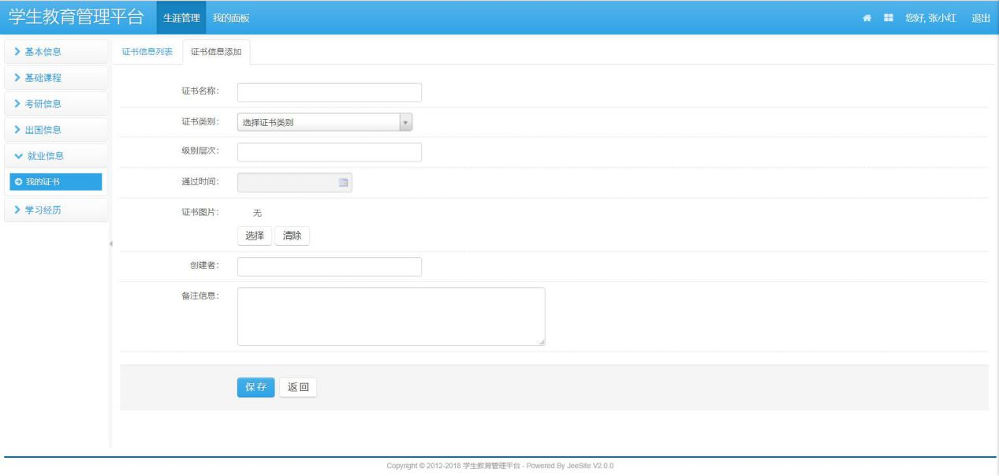 学生教育管理平台 生涯管理 我的面板 您好, 张小红 退出
基本信息
基础课程
考研信息
出国信息
就业信息
我的证书
学习经历
证书信息列表 证书信息添加
证书名称:
证书类别: 选择证书类别
级别层次:
通过时间:
证书图片: 无
选择 清除
创建者:
备注信息:
保存 返回
Copyright © 2012-2018 学生教育管理平台 - Powered By JeeSite V2.0.0